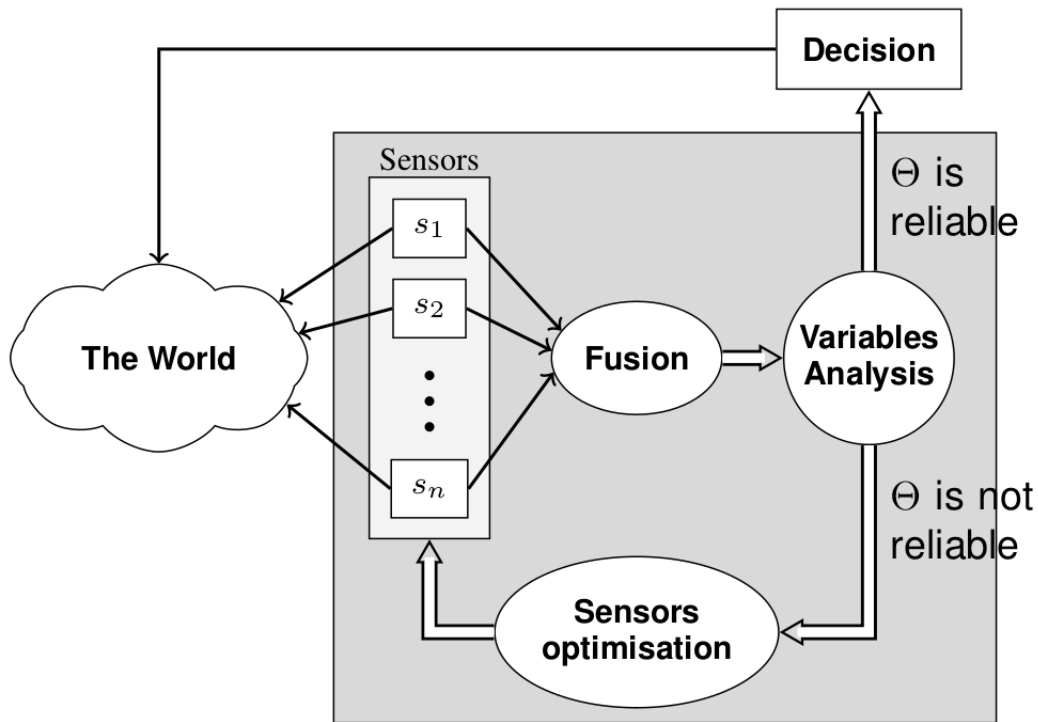 Decision
Sensors
Θ is
reliable
s₁
s₂
The World
Fusion
Variables
Analysis
sₙ
Θ is not
reliable
Sensors
optimisation